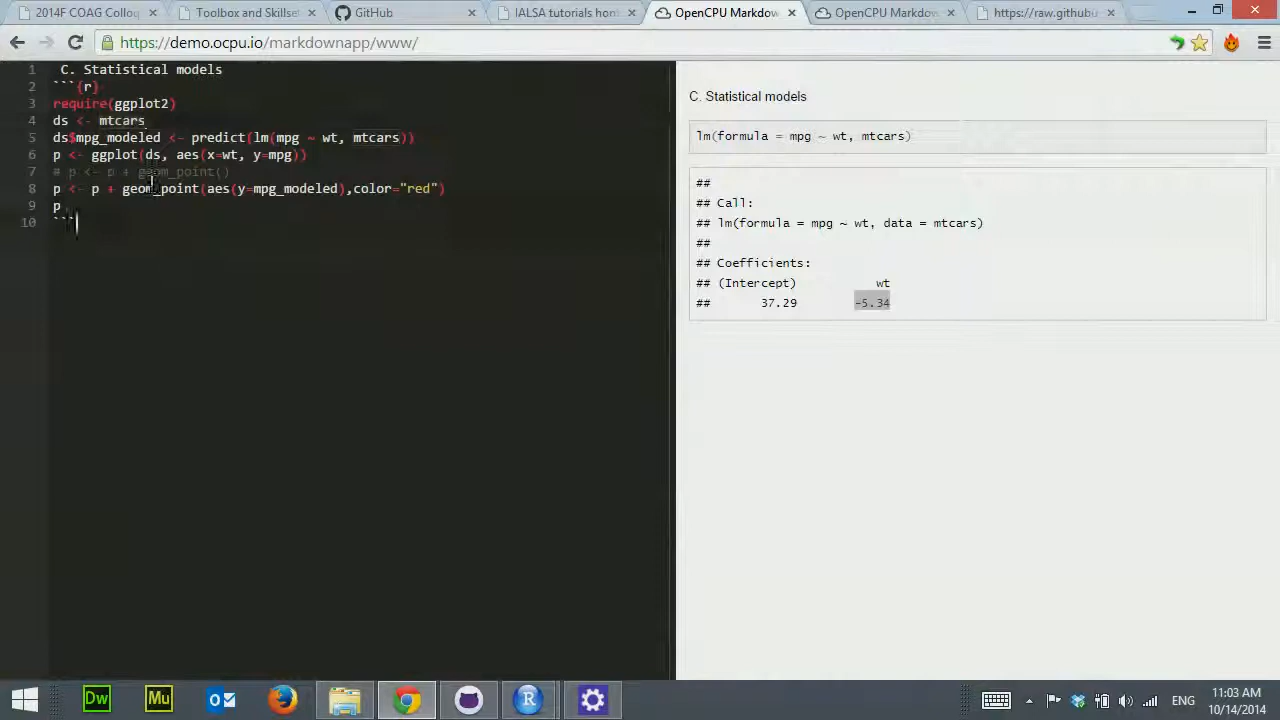 2014F COAG Colloq
Toolbox and Skillset
GitHub
IALSA tutorials hom
OpenCPU Markdow
OpenCPU Markdow
https://raw.githubu
https://demo.ocpu.io/markdownapp/www/
1 C. Statistical models
2 ```{r}
3 require(ggplot2)
4 ds <- mtcars
5 ds$mpg_modeled <- predict(lm(mpg ~ wt, mtcars))
6 p <- ggplot(ds, aes(x=wt, y=mpg))
7 # p <- p + geom_point()
8 p <- p + geom_point(aes(y=mpg_modeled),color="red")
9 p
10 ```
C. Statistical models
lm(formula = mpg ~ wt, mtcars)
##
## Call:
## lm(formula = mpg ~ wt, data = mtcars)
##
## Coefficients:
## (Intercept) wt
## 37.29 -5.34
Dw
Mu
R
ENG
11:03 AM
10/14/2014